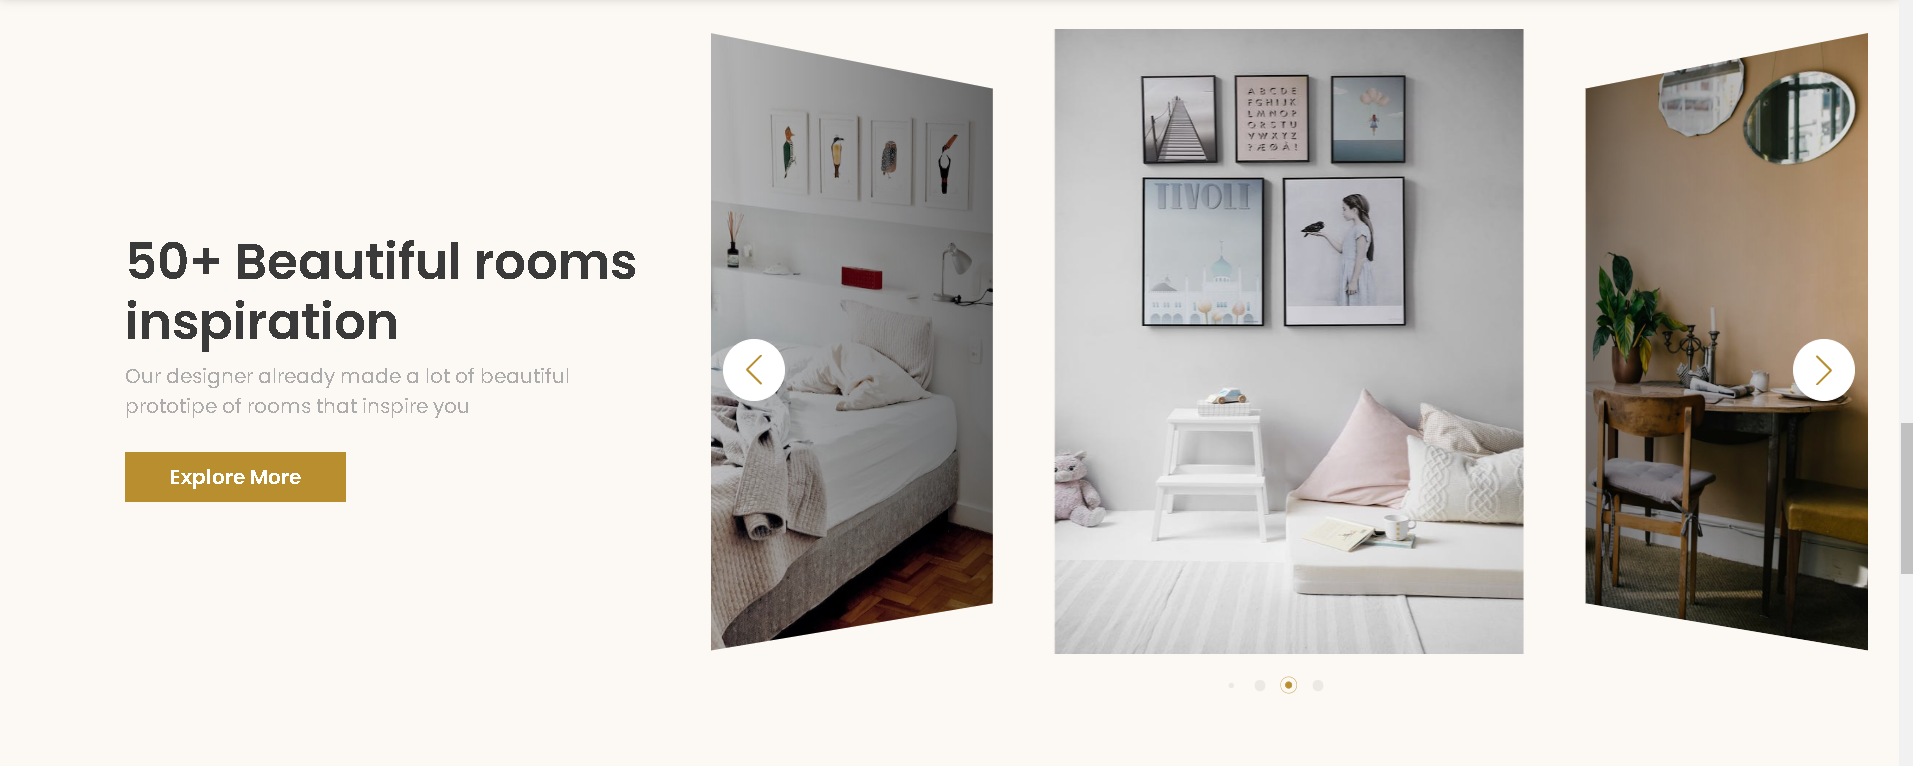 50+ Beautiful rooms
inspiration
Our designer already made a lot of beautiful
prototipe of rooms that inspire you
Explore More
A B C D E
F G H I J K
L M N O P
Q R S T U
V W X Y Z
? Æ Ø Å !
TIVOLI